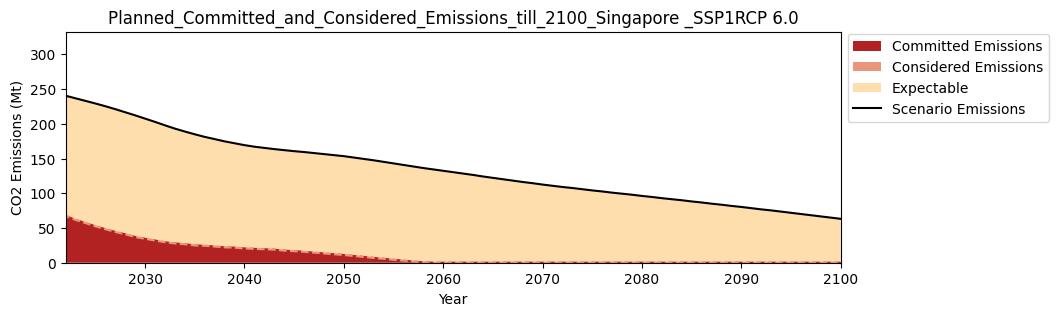 Planned_Committed_and_Considered_Emissions_till_2100_Singapore _SSP1RCP 6.0
CO2 Emissions (Mt)
300
250
200
150
100
50
0
2030 2040 2050 2060 2070 2080 2090 2100
Year
Committed Emissions
Considered Emissions
Expectable
Scenario Emissions